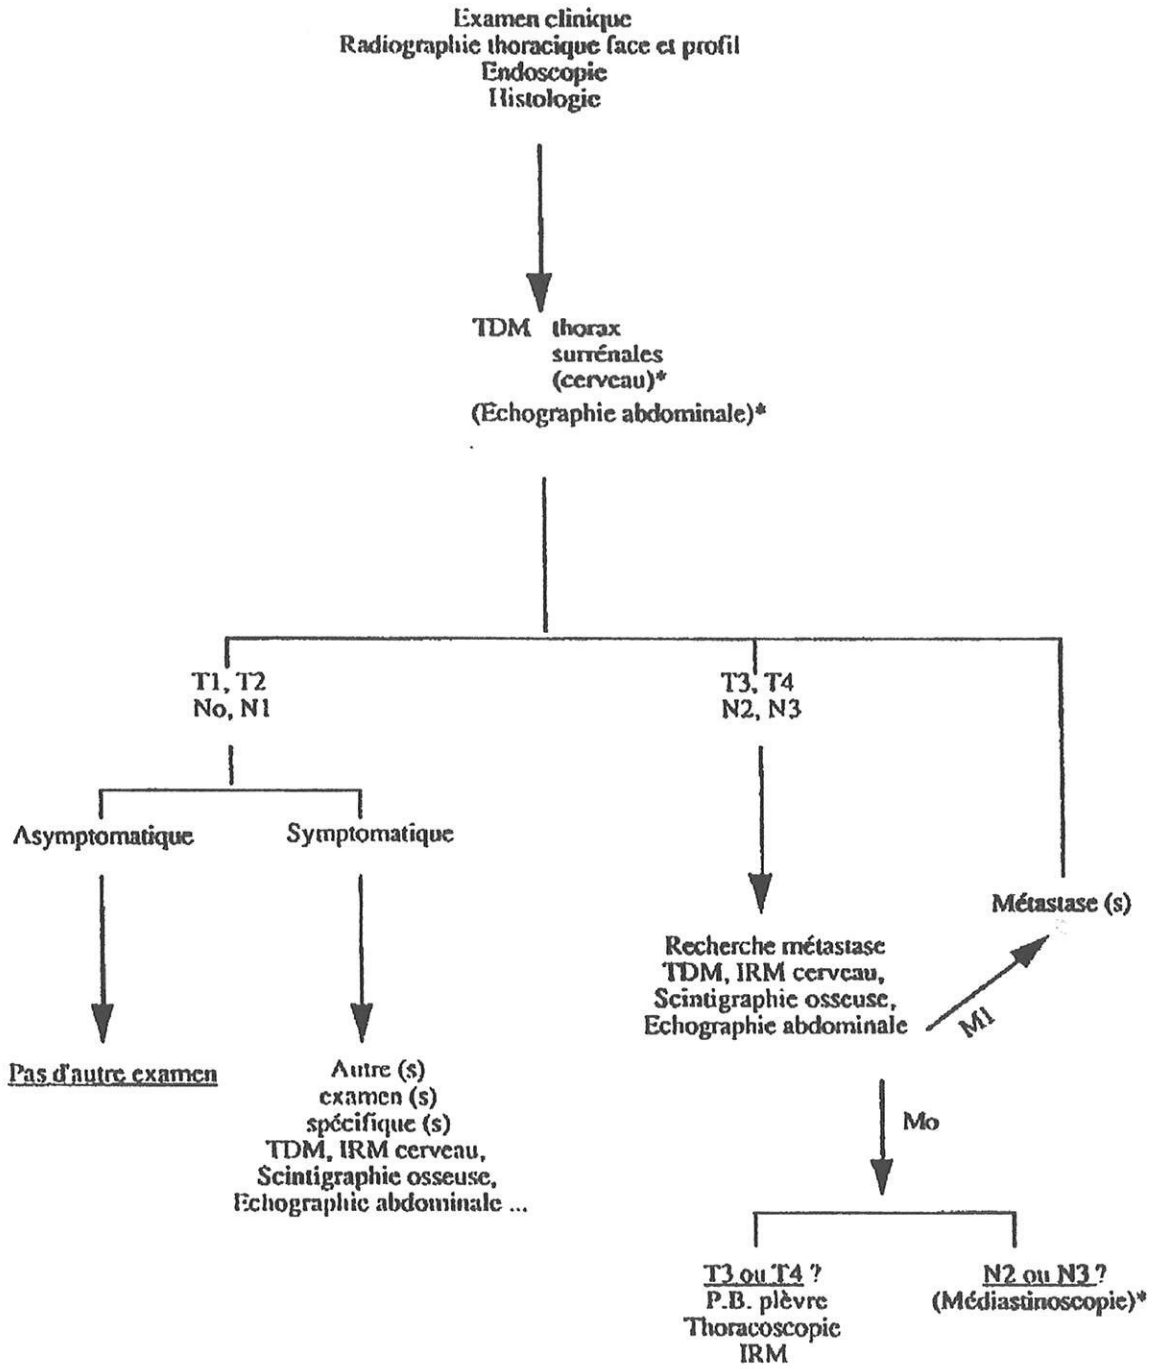 Examen clinique
Radiographie thoracique face et profil
Endoscopie
Histologie
TDM thorax
surrénales
(cerveau)*
(Echographie abdominale)*
T1, T2
No, N1
T3, T4
N2, N3
Asymptomatique
Symptomatique
Métastase (s)
Recherche métastase
TDM, IRM cerveau,
Scintigraphie osseuse,
Echographie abdominale
M1
Pas d'autre examen
Autre (s)
examen (s)
spécifique (s)
TDM, IRM cerveau,
Scintigraphie osseuse,
Echographie abdominale ...
Mo
T3 ou T4 ?
P.B. plèvre
Thoracoscopie
IRM
N2 ou N3 ?
(Médiastinoscopie)*